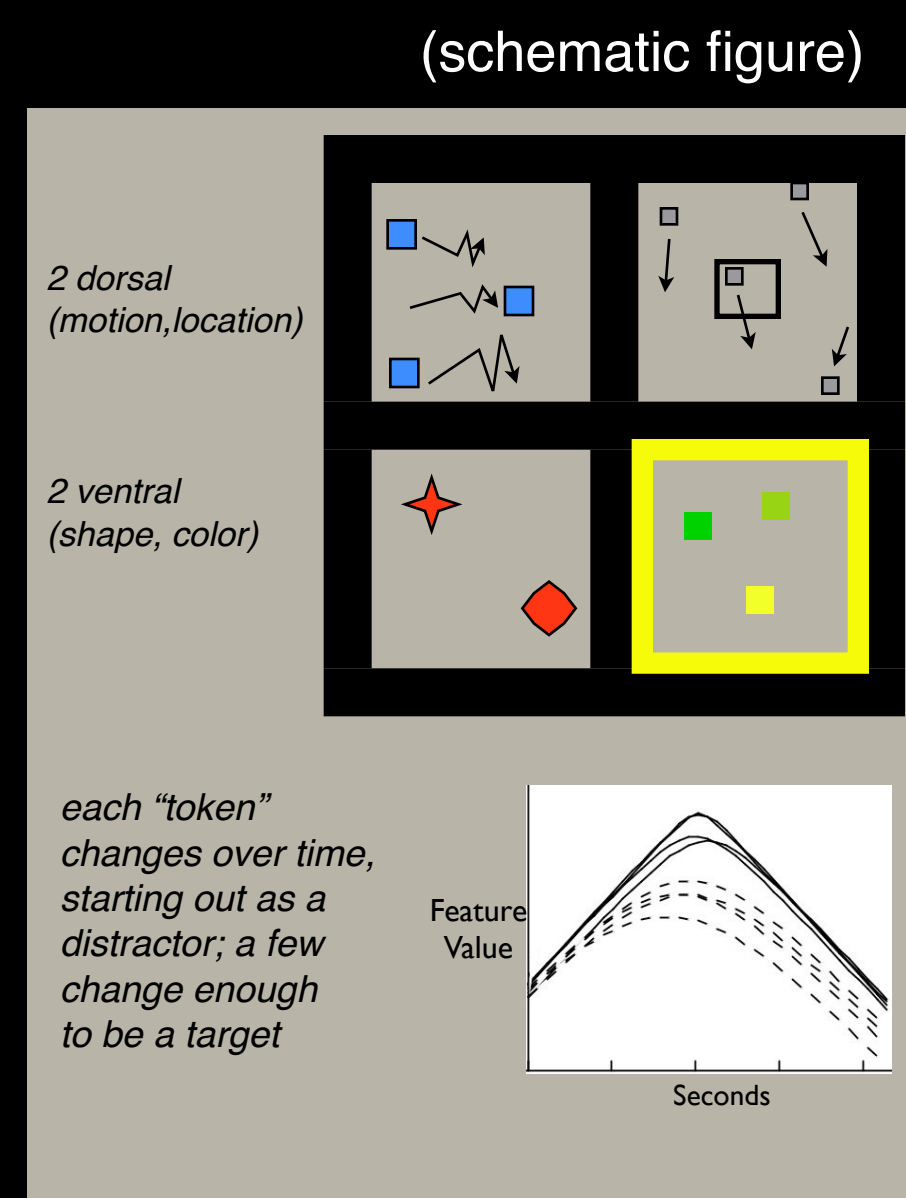 (schematic figure)
2 dorsal
(motion,location)
2 ventral
(shape, color)
each “token”
changes over time,
starting out as a
distractor; a few
change enough
to be a target
Feature
Value
Seconds